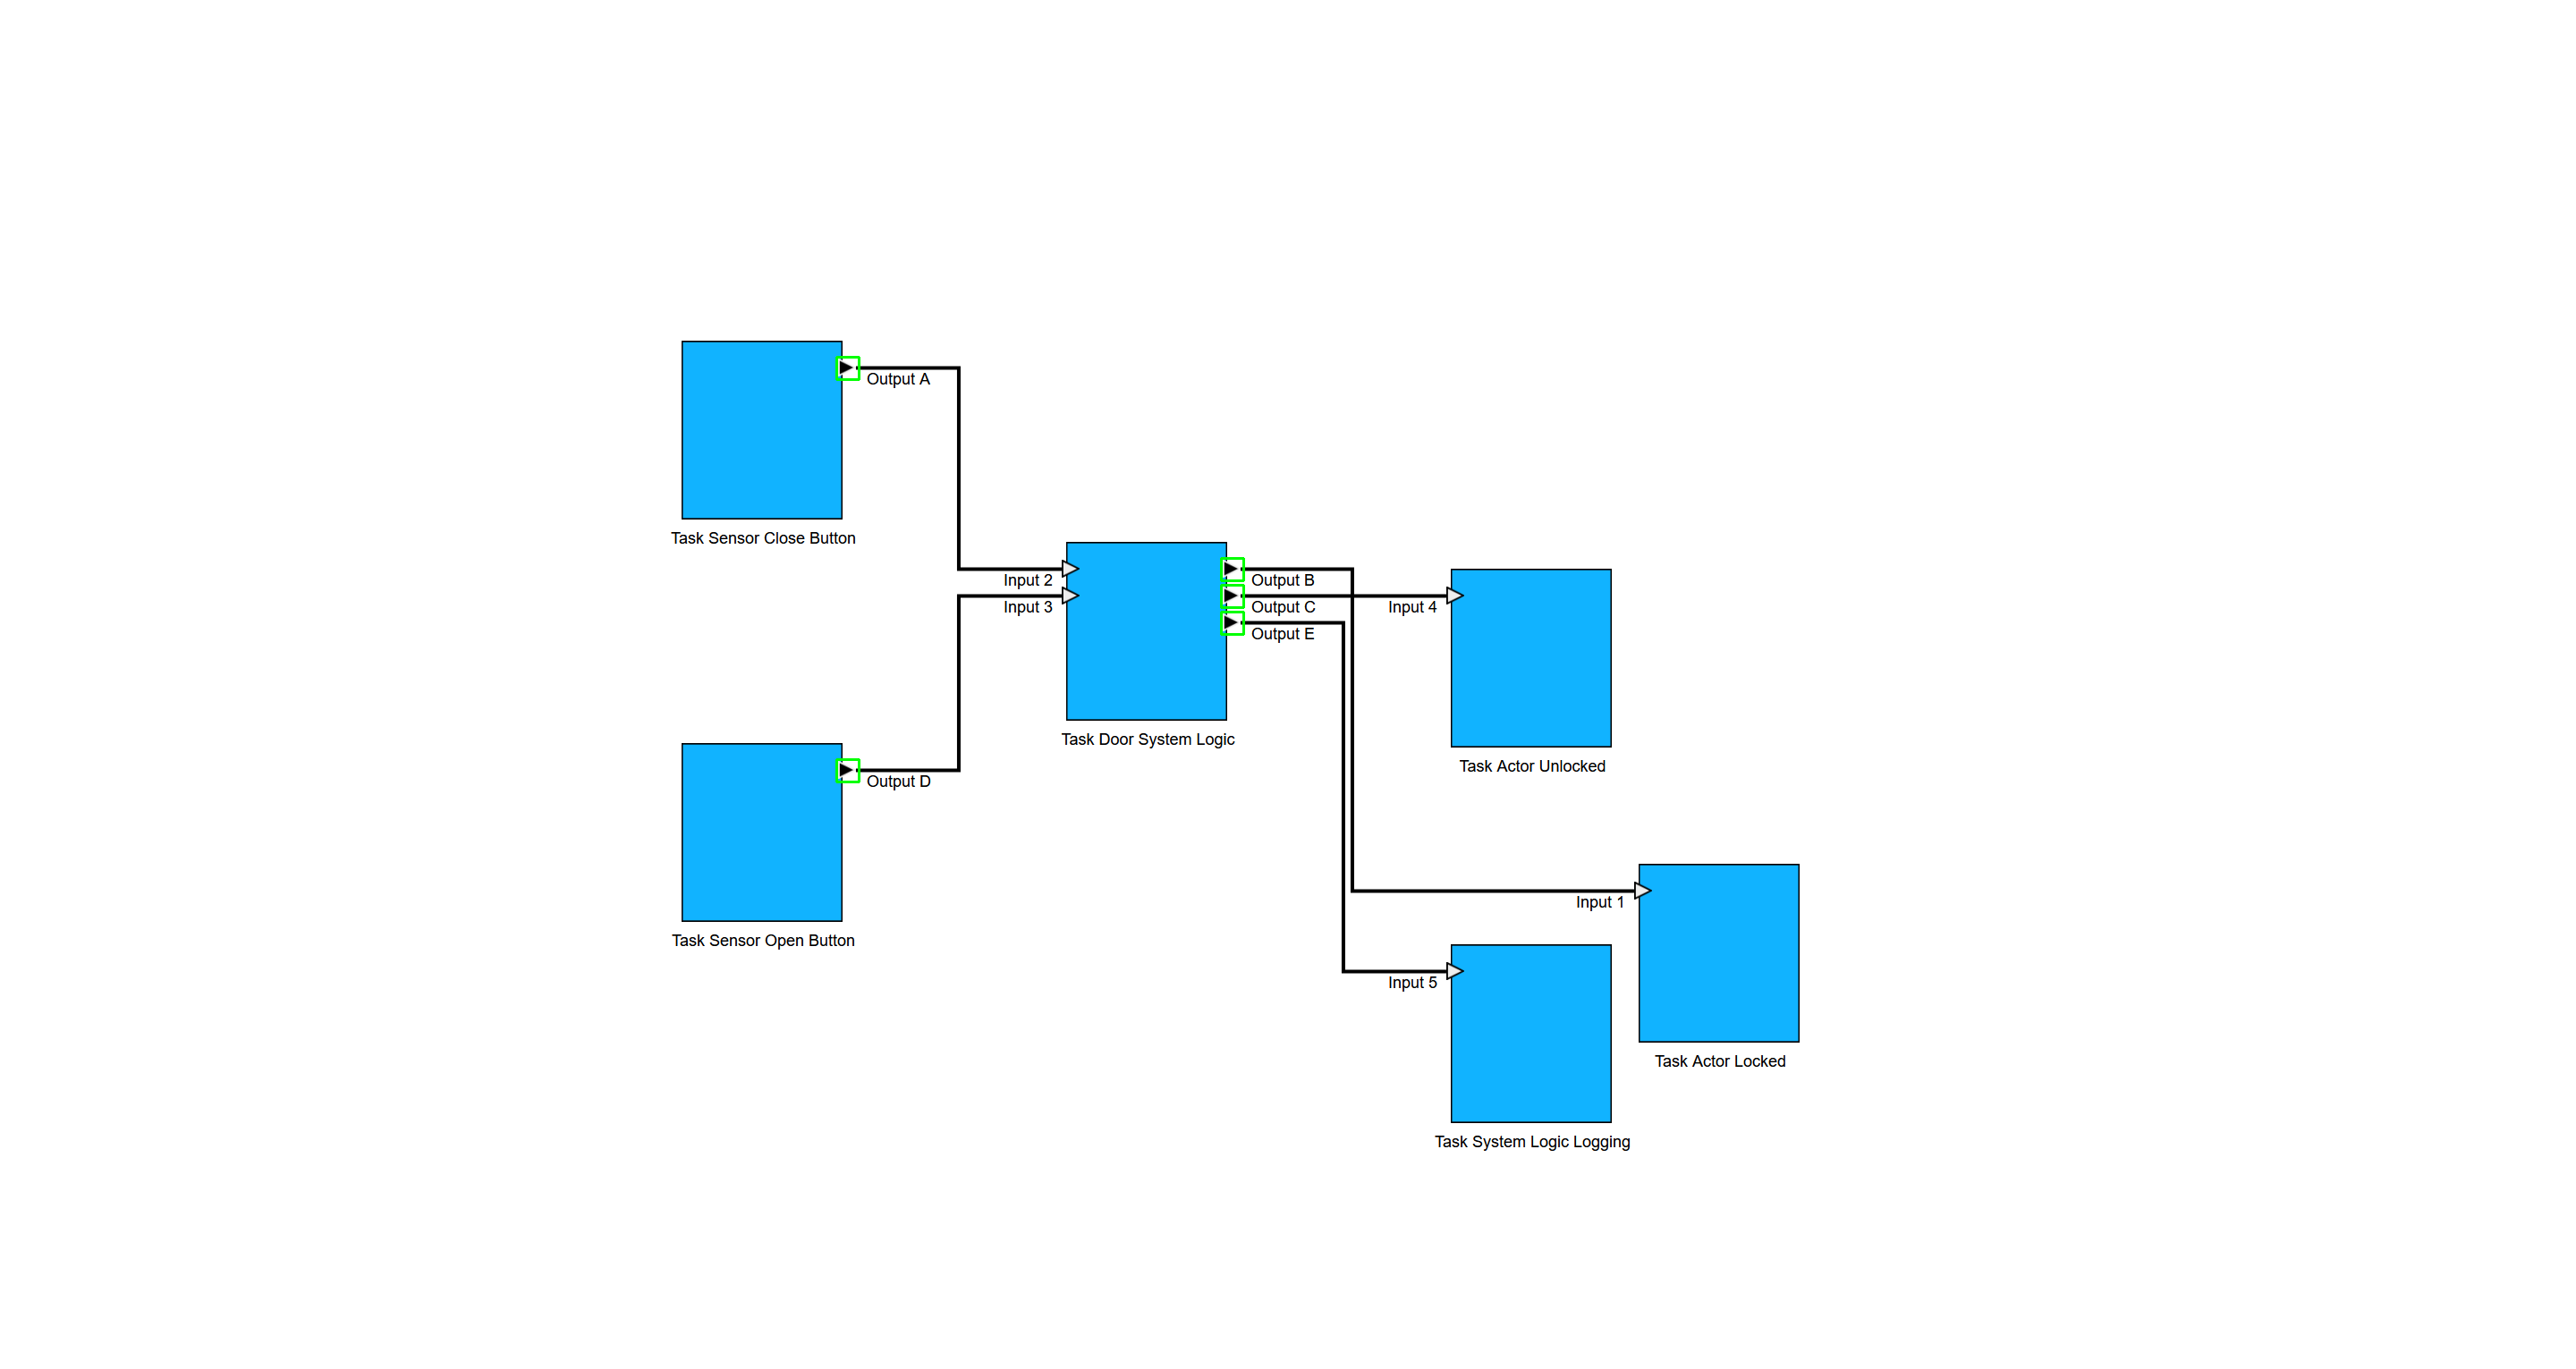 Output A
Task Sensor Close Button
Input 2
Output B
Input 3
Output C
Input 4
Output E
Task Door System Logic
Task Actor Unlocked
Output D
Input 1
Task Sensor Open Button
Input 5
Task Actor Locked
Task System Logic Logging